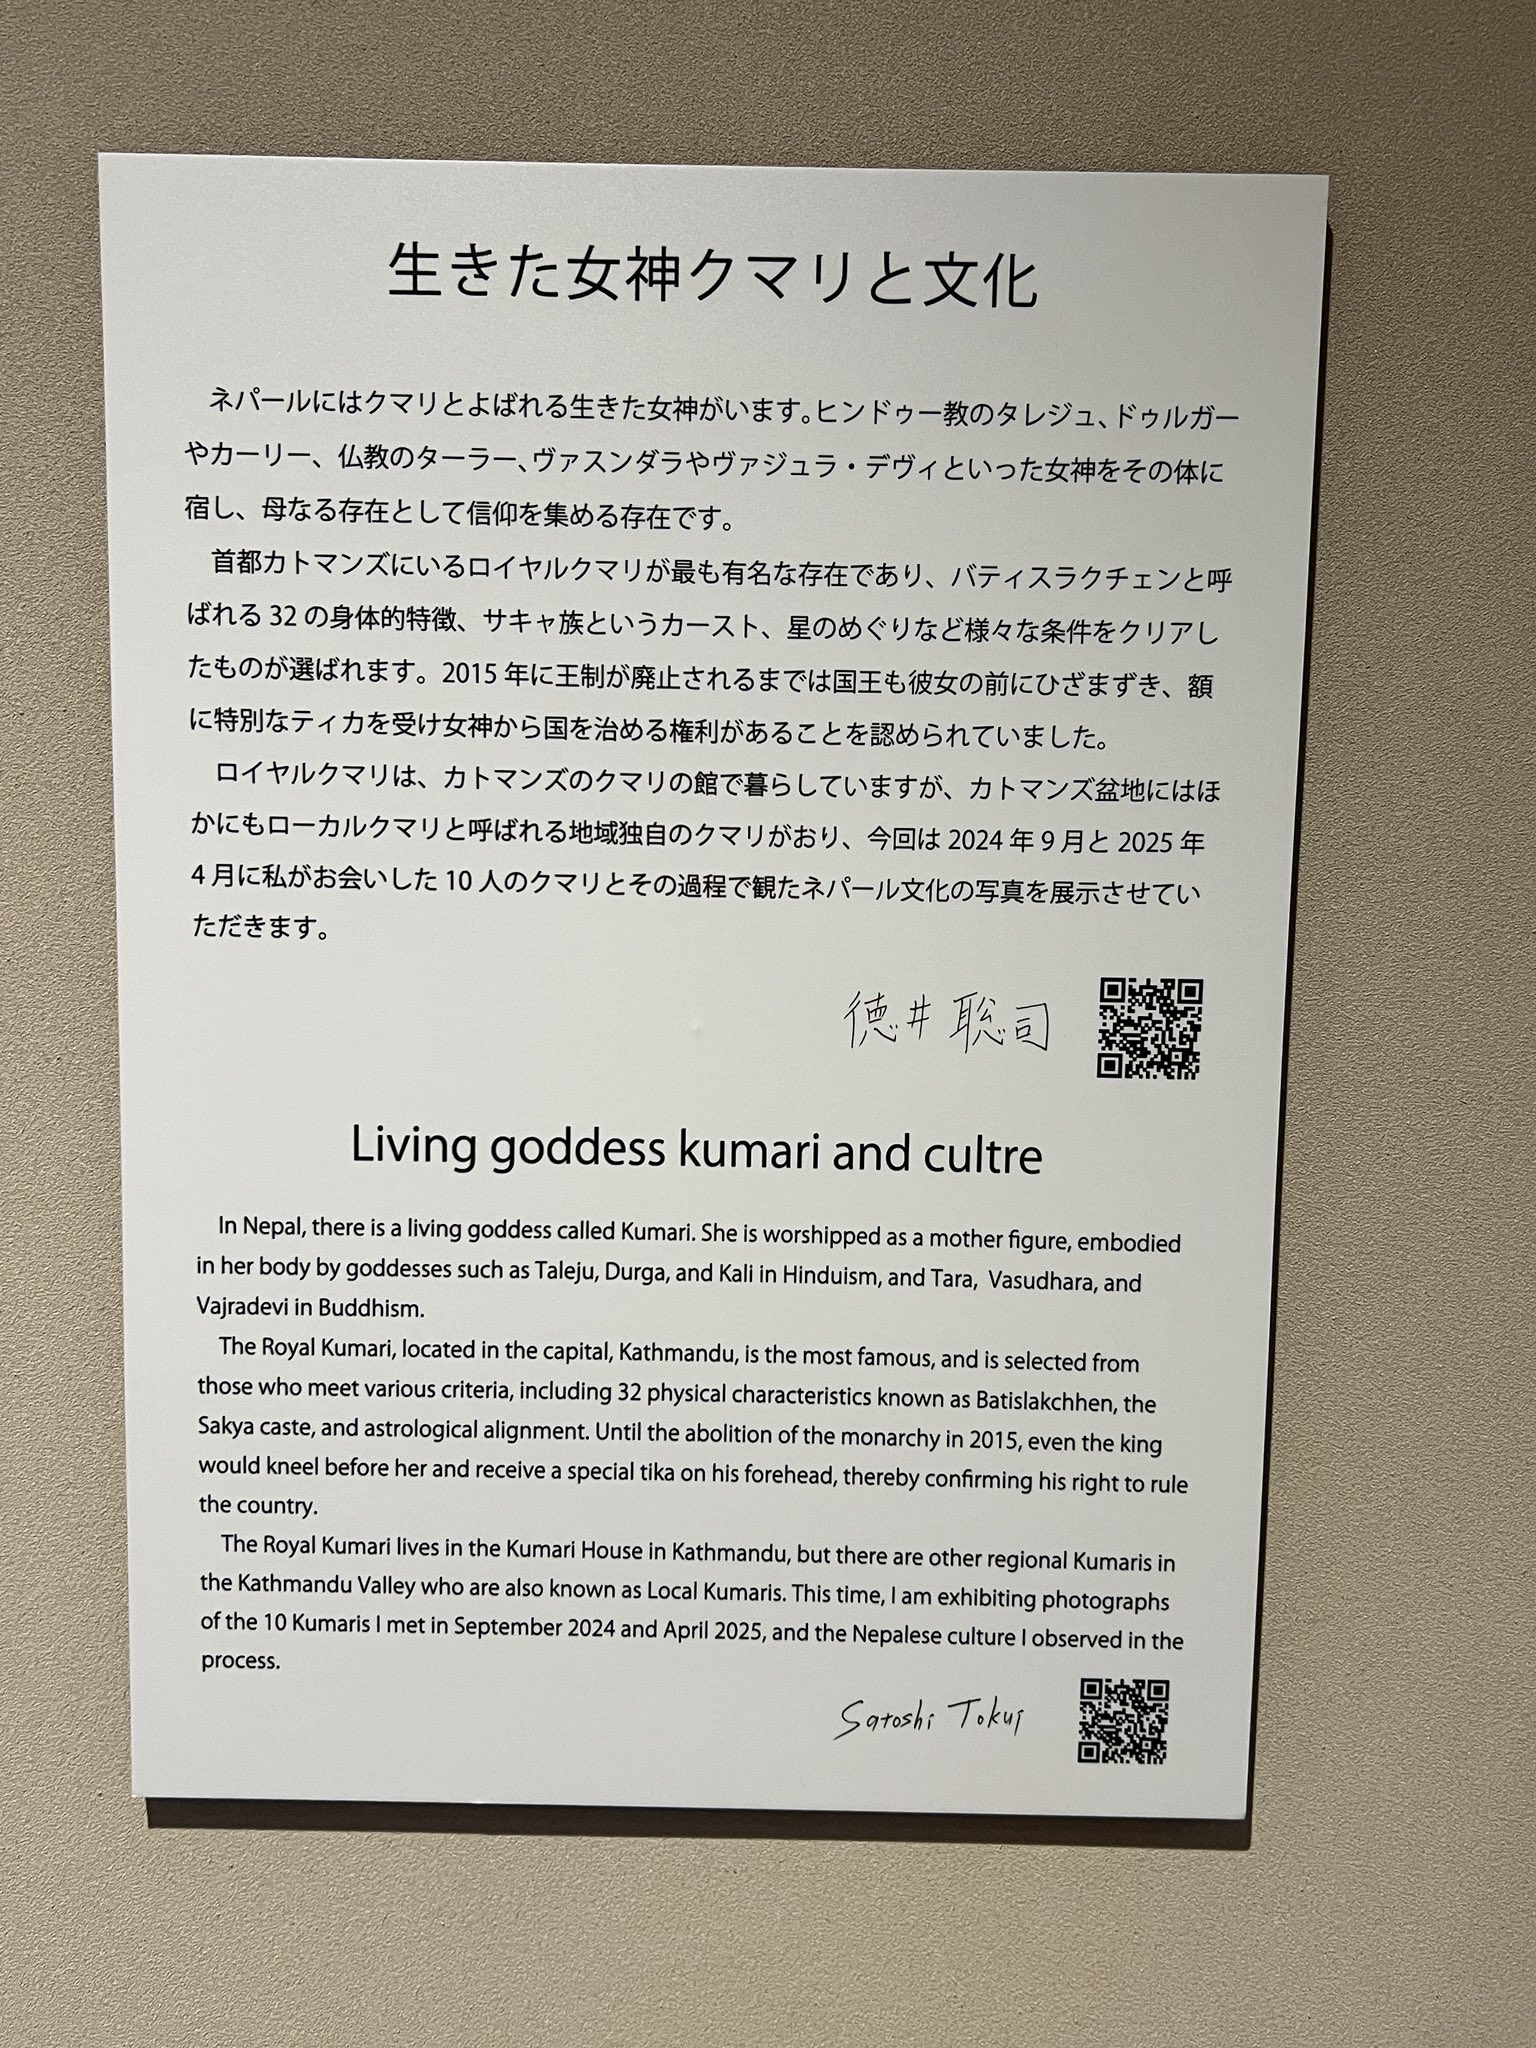 生きた女神クマリと文化
ネパールにはクマリとよばれる生きた女神がいます。ヒンドゥー教のタレジュ、ドゥルガー
やカーリー、仏教のターラー、ヴァスンダラやヴァジュラ・デヴィといった女神をその体に
宿し、母なる存在として信仰を集める存在です。
首都カトマンズにいるロイヤルクマリが最も有名な存在であり、バティスラクチェンと呼
ばれる 32 の身体的特徴、サキャ族というカースト、星のめぐりなど様々な条件をクリアし
たものが選ばれます。2015 年に王制が廃止されるまでは国王も彼女の前にひざまずき、額
に特別なティカを受け女神から国を治める権利があることを認められていました。
ロイヤルクマリは、カトマンズのクマリの館で暮らしていますが、カトマンズ盆地にはほ
かにもローカルクマリと呼ばれる地域独自のクマリがおり、今回は 2024 年 9 月と 2025 年
4 月に私がお会いした 10 人のクマリとその過程で観たネパール文化の写真を展示させてい
ただきます。
徳井 聡司
Living goddess kumari and cultre
In Nepal, there is a living goddess called Kumari. She is worshipped as a mother figure, embodied
in her body by goddesses such as Taleju, Durga, and Kali in Hinduism, and Tara, Vasudhara, and
Vajradevi in Buddhism.
The Royal Kumari, located in the capital, Kathmandu, is the most famous, and is selected from
those who meet various criteria, including 32 physical characteristics known as Batislakchhen, the
Sakya caste, and astrological alignment. Until the abolition of the monarchy in 2015, even the king
would kneel before her and receive a special tika on his forehead, thereby confirming his right to rule
the country.
The Royal Kumari lives in the Kumari House in Kathmandu, but there are other regional Kumaris in
the Kathmandu Valley who are also known as Local Kumaris. This time, I am exhibiting photographs
of the 10 Kumaris I met in September 2024 and April 2025, and the Nepalese culture I observed in the
process.
Satoshi Tokui